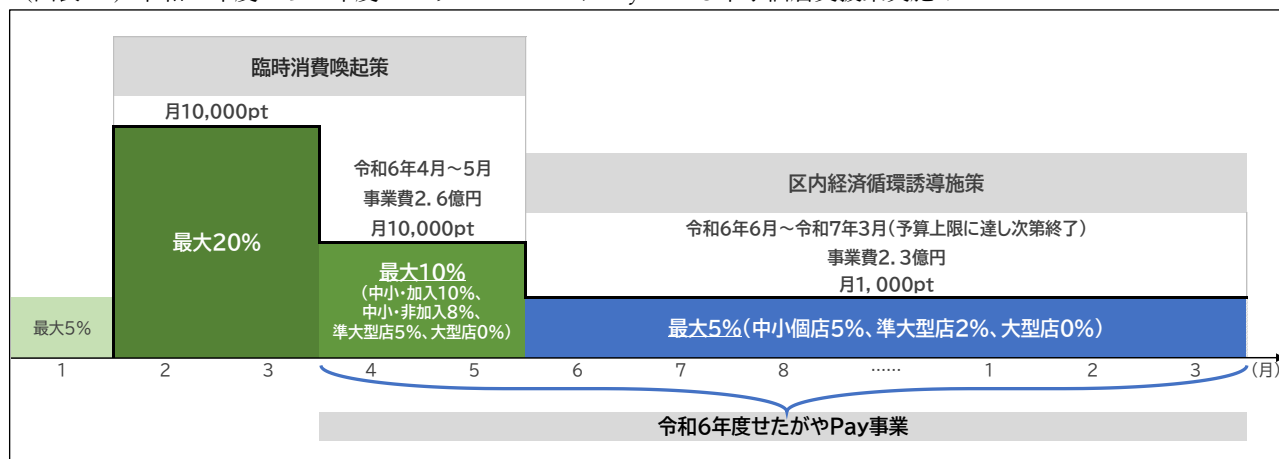 臨時消費喚起策
月10,000pt
令和6年4月～5月
事業費2.6億円
月10,000pt
区内経済循環誘導施策
令和6年6月～令和7年3月(予算上限に達し次第終了)
事業費2.3億円
月1,000pt
最大20%
最大10%
(中小・加入10%、
中小・非加入8%、
準大型店5%、大型店0%)
最大5%
最大5%(中小個店5%、準大型店2%、大型店0%)
1 2 3 4 5 6 7 8 …… 1 2 3 (月)
令和6年度せたがやPay事業